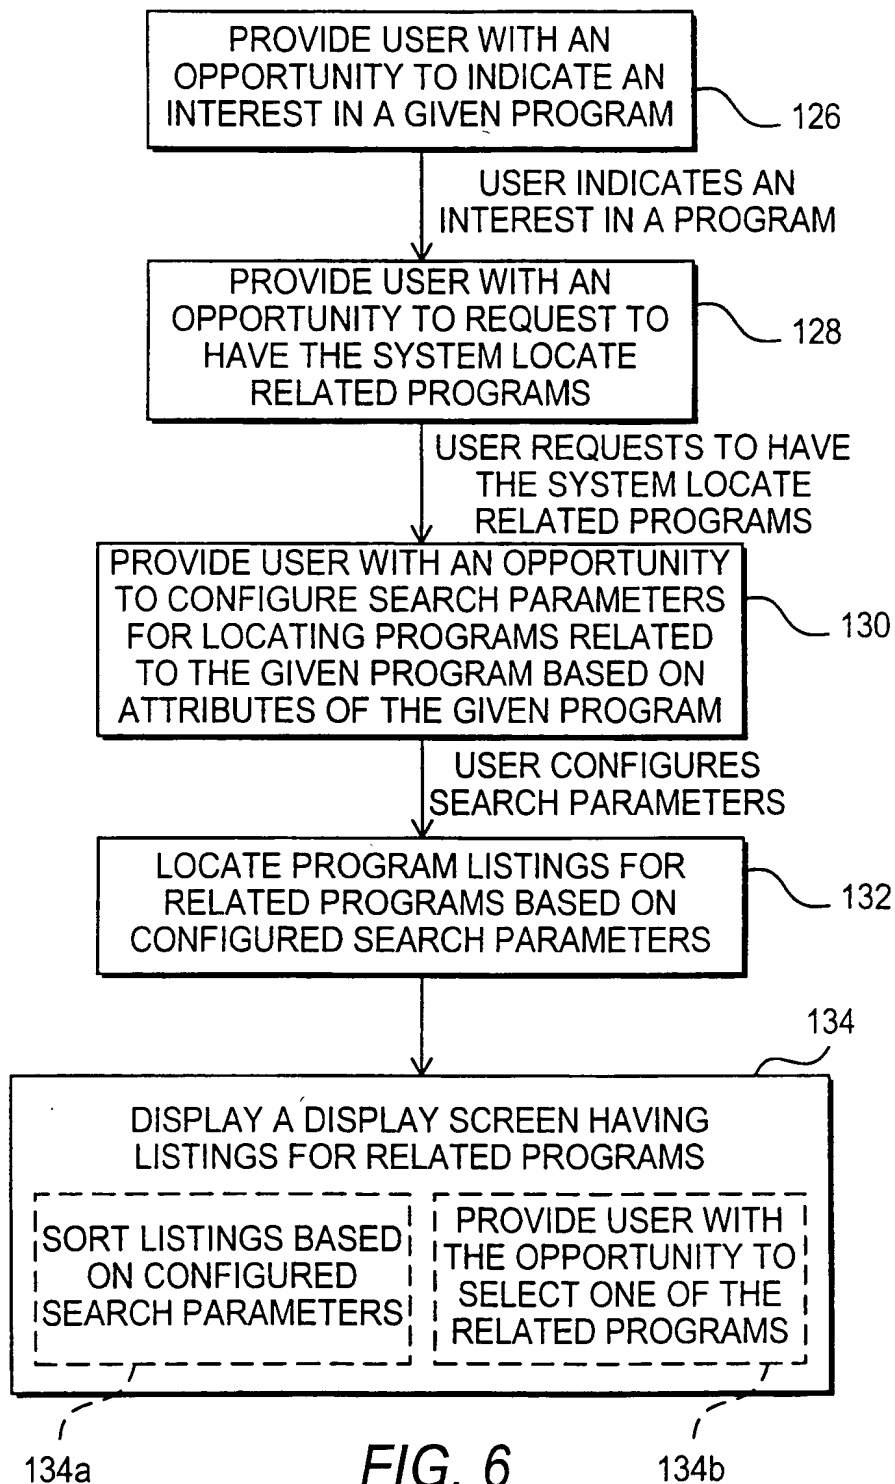 PROVIDE USER WITH AN
OPPORTUNITY TO INDICATE AN
INTEREST IN A GIVEN PROGRAM
126
USER INDICATES AN
INTEREST IN A PROGRAM
PROVIDE USER WITH AN
OPPORTUNITY TO REQUEST TO
HAVE THE SYSTEM LOCATE
RELATED PROGRAMS
128
USER REQUESTS TO HAVE
THE SYSTEM LOCATE
RELATED PROGRAMS
PROVIDE USER WITH AN OPPORTUNITY
TO CONFIGURE SEARCH PARAMETERS
FOR LOCATING PROGRAMS RELATED
TO THE GIVEN PROGRAM BASED ON
ATTRIBUTES OF THE GIVEN PROGRAM
130
USER CONFIGURES
SEARCH PARAMETERS
LOCATE PROGRAM LISTINGS FOR
RELATED PROGRAMS BASED ON
CONFIGURED SEARCH PARAMETERS
132
134
DISPLAY A DISPLAY SCREEN HAVING
LISTINGS FOR RELATED PROGRAMS
SORT LISTINGS BASED
ON CONFIGURED
SEARCH PARAMETERS
PROVIDE USER WITH
THE OPPORTUNITY TO
SELECT ONE OF THE
RELATED PROGRAMS
134a
134b
FIG. 6